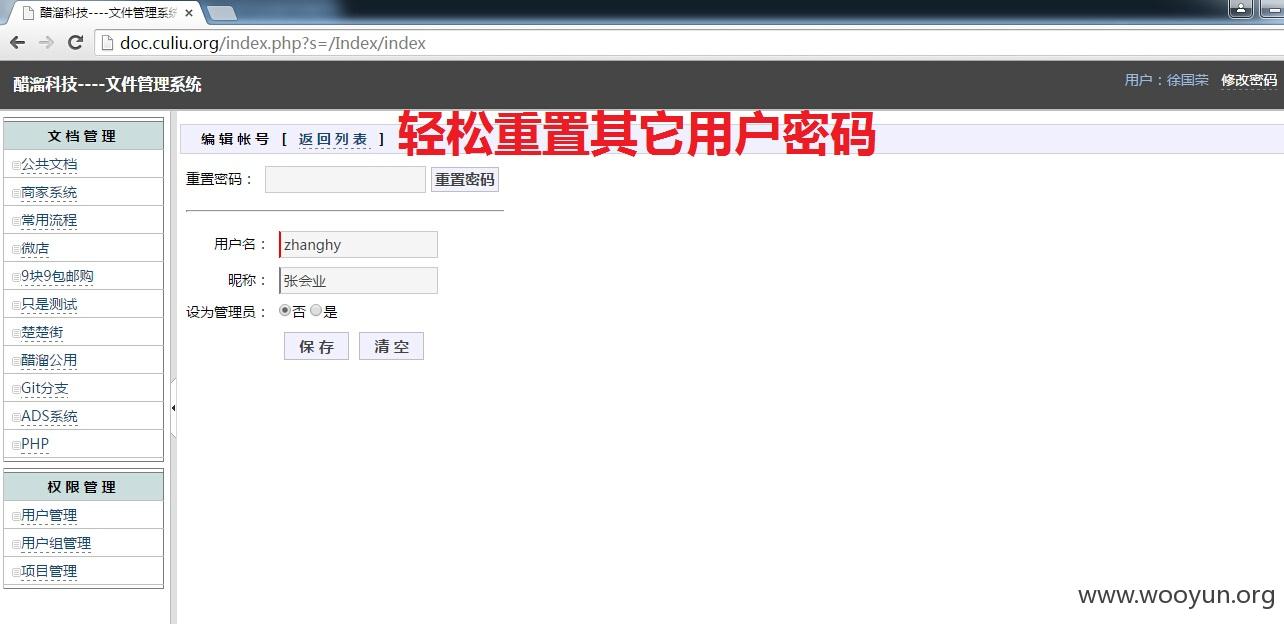 醋溜科技----文件管理系统
doc.culiu.org/index.php?s=/Index/index
醋溜科技----文件管理系统
用户：徐国荣 修改密码
文档管理
公共文档
商家系统
常用流程
微店
9块9包邮购
只是测试
楚楚街
醋溜公用
Git分支
ADS系统
PHP
权限管理
用户管理
用户组管理
项目管理
编辑帐号 [ 返回列表 ]
轻松重置其它用户密码
重置密码： 重置密码
用户名： zhanghy
昵称： 张会业
设为管理员： 否 是
保存 清空
www.wooyun.org